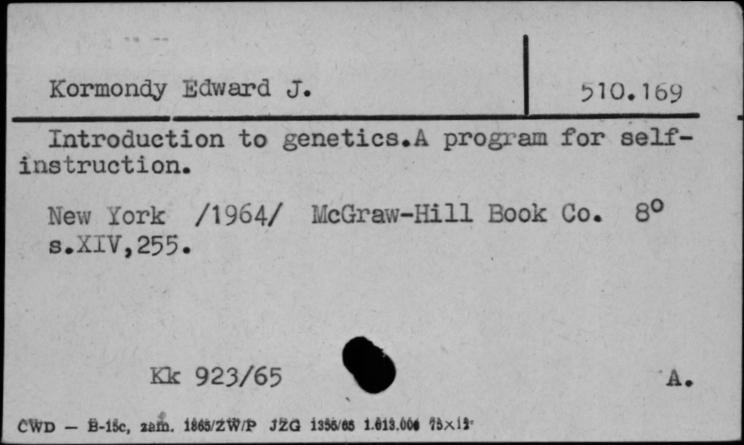 Kormondy Edward J.
510.169
Introduction to genetics.A program for self-
instruction.
New York /1964/ McGraw-Hill Book Co. 8°
s.XIV,255.
Kk 923/65
A.
CWD — B-15c, zam. 1865/ZW/P JZG 1356/65